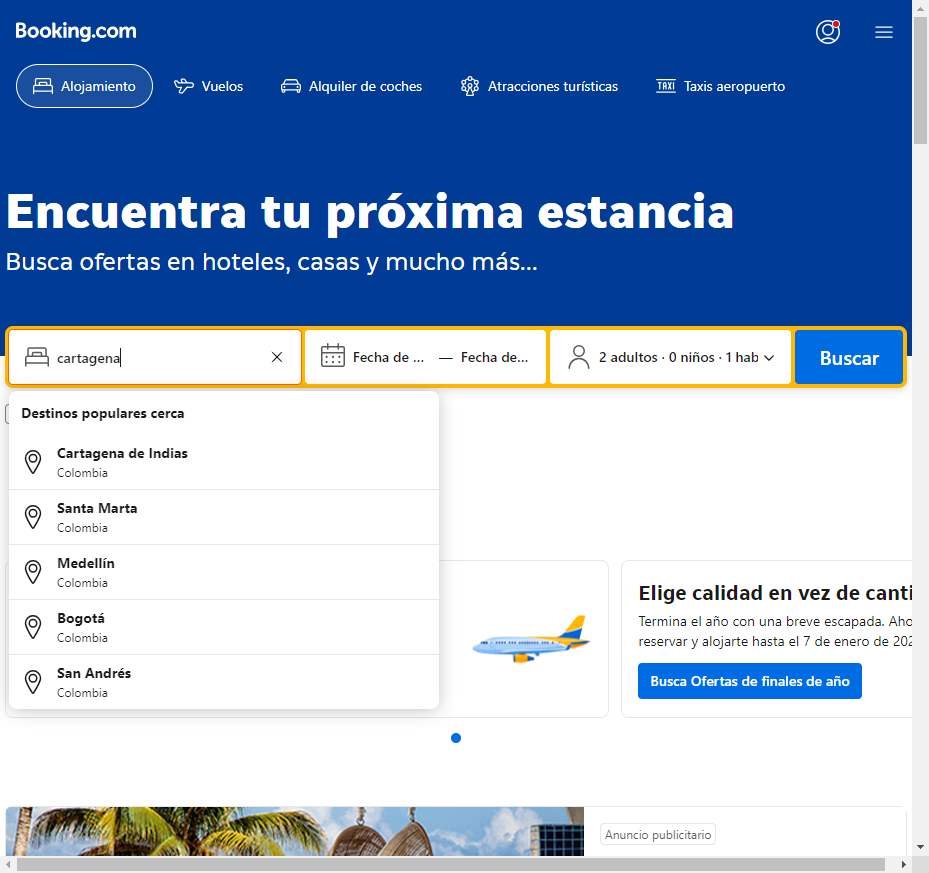 Booking.com
Alojamiento
Vuelos
Alquiler de coches
Atracciones turísticas
TAXI
Taxis aeropuerto
Encuentra tu próxima estancia
Busca ofertas en hoteles, casas y mucho más...
cartagena
Fecha de ... — Fecha de...
2 adultos · 0 niños · 1 hab
Buscar
Destinos populares cerca
Cartagena de Indias
Colombia
Santa Marta
Colombia
Medellín
Colombia
Bogotá
Colombia
San Andrés
Colombia
Elige calidad en vez de canti
Termina el año con una breve escapada. Aho
reservar y alojarte hasta el 7 de enero de 202
Busca Ofertas de finales de año
Anuncio publicitario